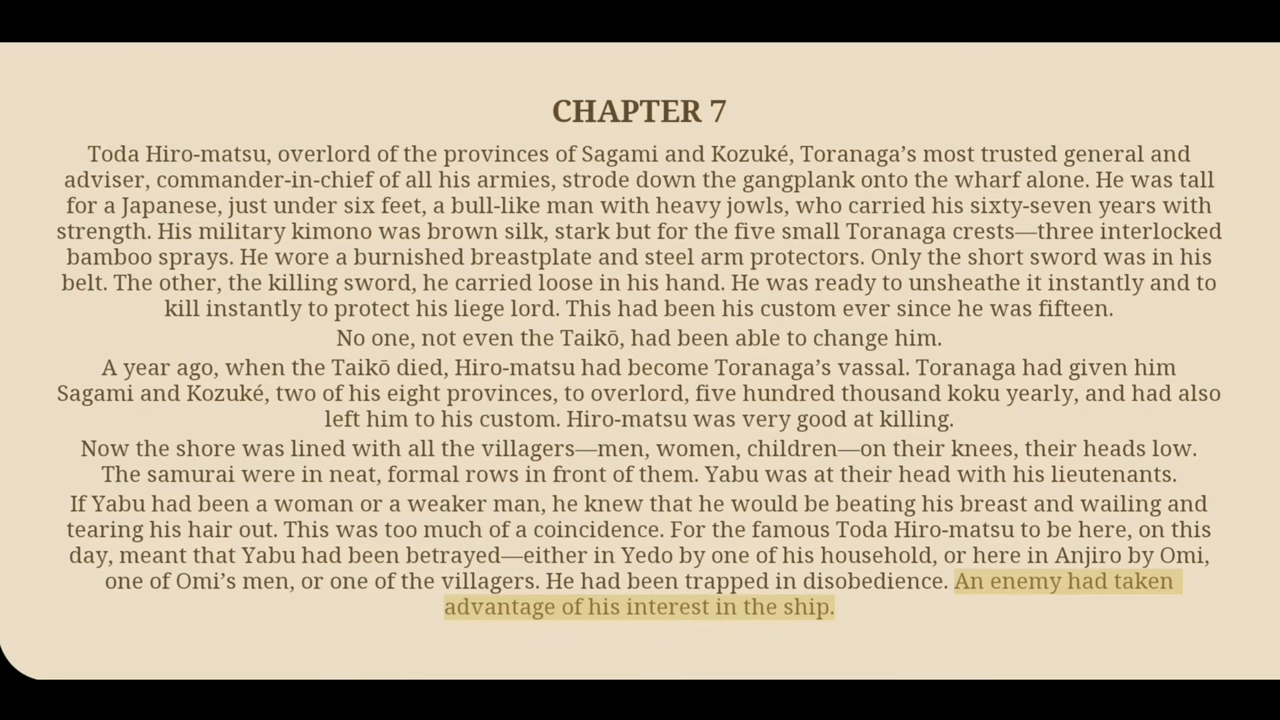 CHAPTER 7
Toda Hiro-matsu, overlord of the provinces of Sagami and Kozuké, Toranaga’s most trusted general and
adviser, commander-in-chief of all his armies, strode down the gangplank onto the wharf alone. He was tall
for a Japanese, just under six feet, a bull-like man with heavy jowls, who carried his sixty-seven years with
strength. His military kimono was brown silk, stark but for the five small Toranaga crests—three interlocked
bamboo sprays. He wore a burnished breastplate and steel arm protectors. Only the short sword was in his
belt. The other, the killing sword, he carried loose in his hand. He was ready to unsheathe it instantly and to
kill instantly to protect his liege lord. This had been his custom ever since he was fifteen.
No one, not even the Taikō, had been able to change him.
A year ago, when the Taikō died, Hiro-matsu had become Toranaga’s vassal. Toranaga had given him
Sagami and Kozuké, two of his eight provinces, to overlord, five hundred thousand koku yearly, and had also
left him to his custom. Hiro-matsu was very good at killing.
Now the shore was lined with all the villagers—men, women, children—on their knees, their heads low.
The samurai were in neat, formal rows in front of them. Yabu was at their head with his lieutenants.
If Yabu had been a woman or a weaker man, he knew that he would be beating his breast and wailing and
tearing his hair out. This was too much of a coincidence. For the famous Toda Hiro-matsu to be here, on this
day, meant that Yabu had been betrayed—either in Yedo by one of his household, or here in Anjiro by Omi,
one of Omi’s men, or one of the villagers. He had been trapped in disobedience. An enemy had taken
advantage of his interest in the ship.